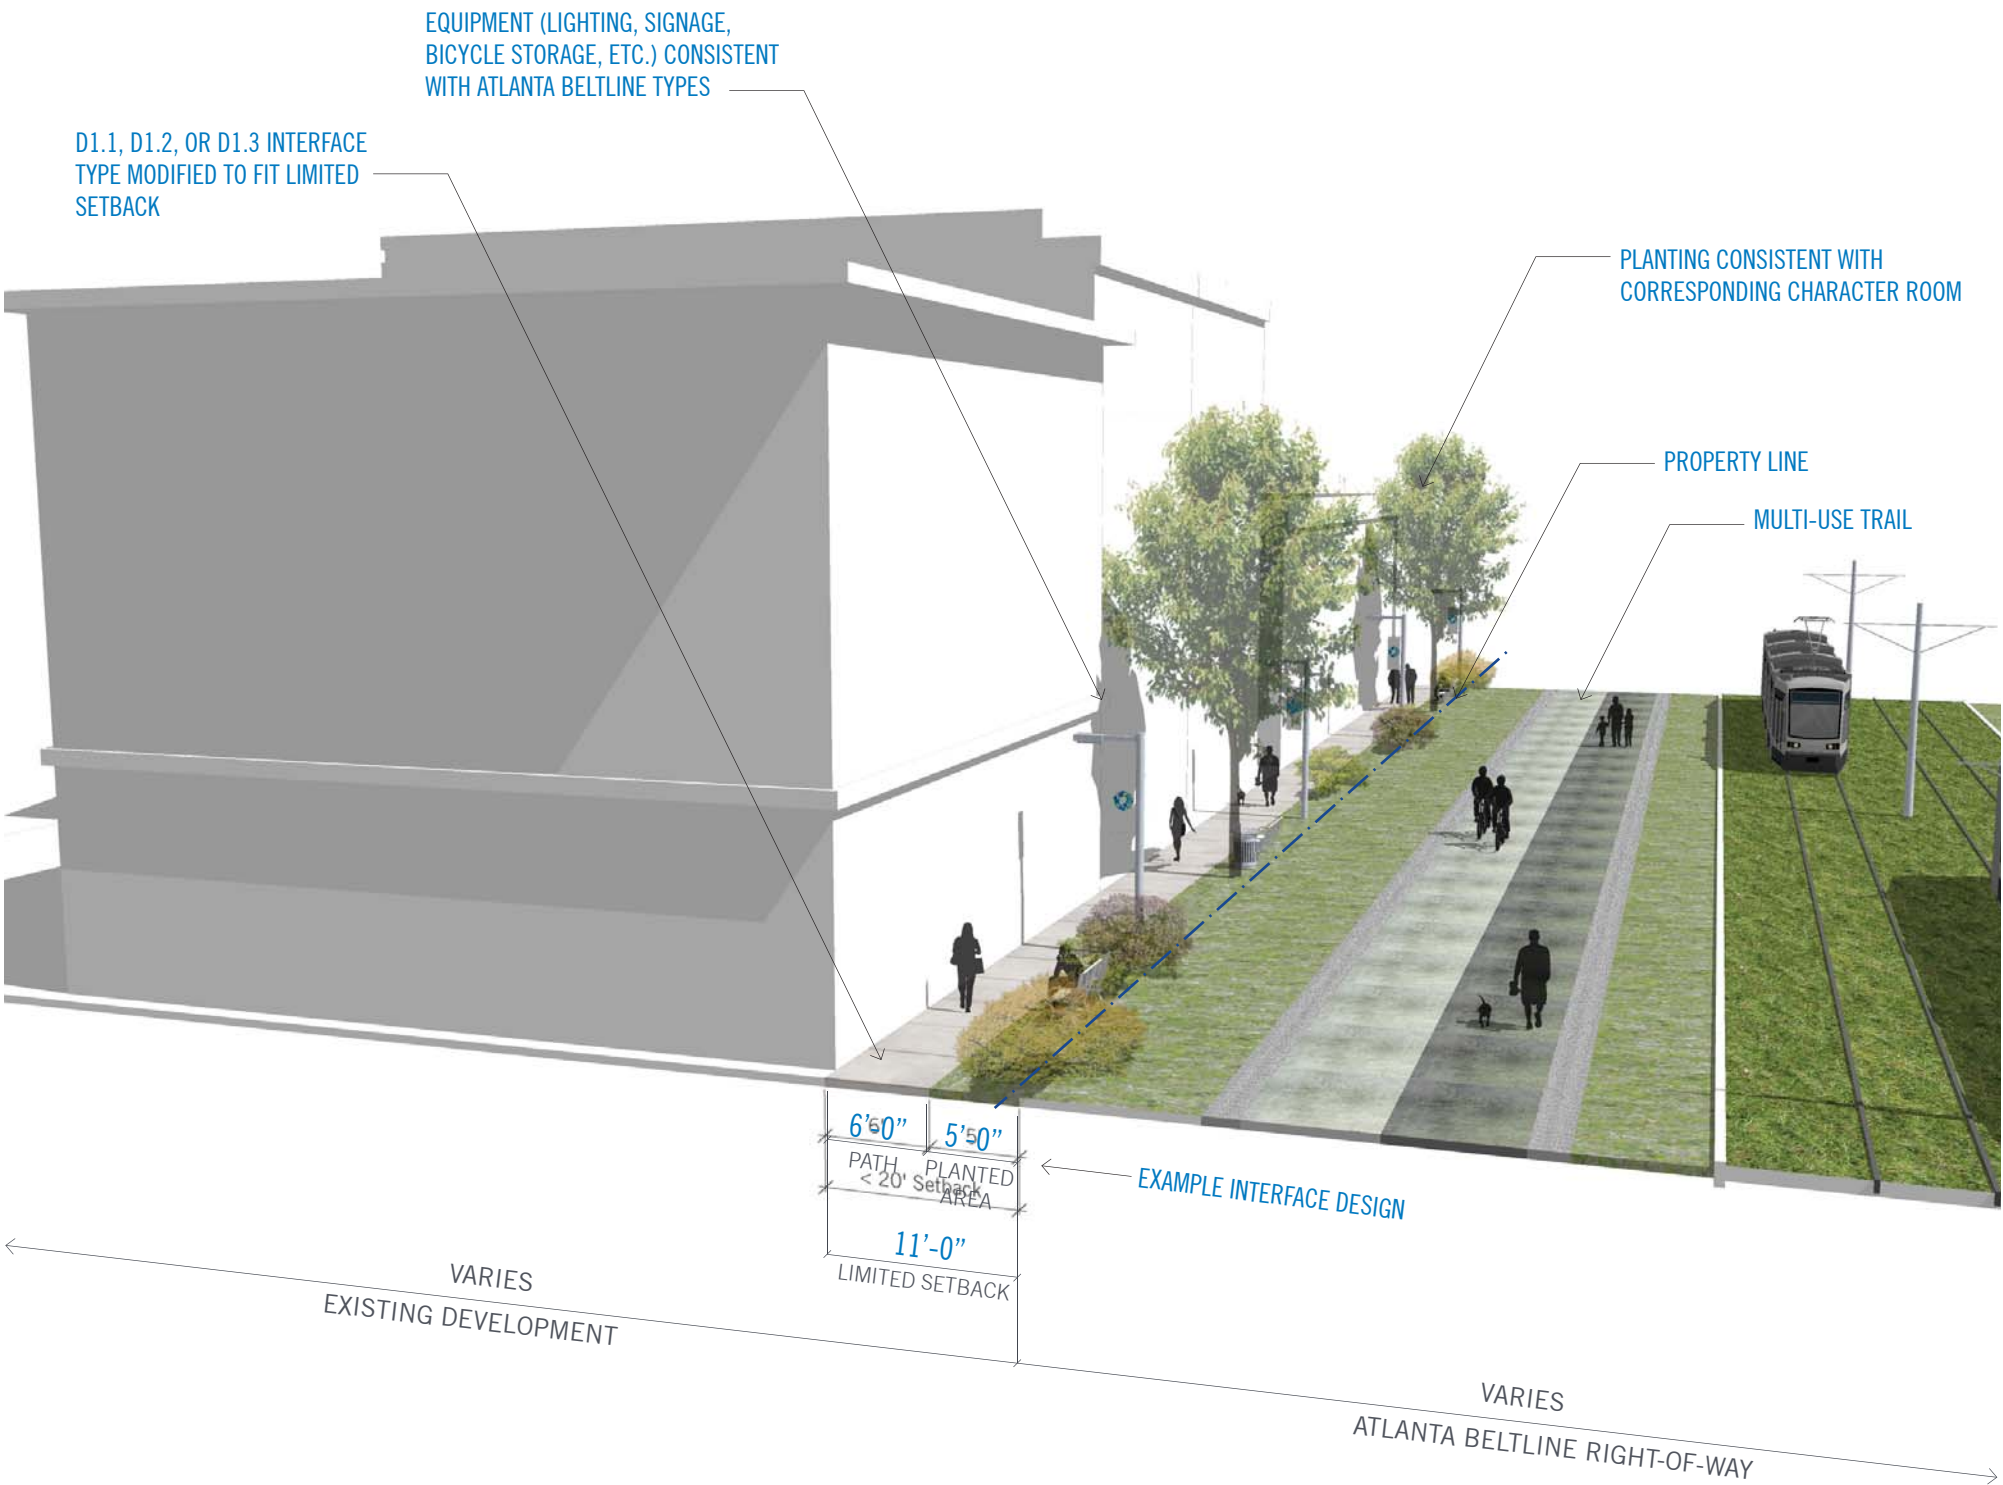 EQUIPMENT (LIGHTING, SIGNAGE,
BICYCLE STORAGE, ETC.) CONSISTENT
WITH ATLANTA BELTLINE TYPES
D1.1, D1.2, OR D1.3 INTERFACE
TYPE MODIFIED TO FIT LIMITED
SETBACK
PLANTING CONSISTENT WITH
CORRESPONDING CHARACTER ROOM
PROPERTY LINE
MULTI-USE TRAIL
6'-0"
6'
5'-0"
5'
PATH
PLANTED
AREA
< 20' Setback
EXAMPLE INTERFACE DESIGN
11'-0"
LIMITED SETBACK
VARIES
EXISTING DEVELOPMENT
VARIES
ATLANTA BELTLINE RIGHT-OF-WAY